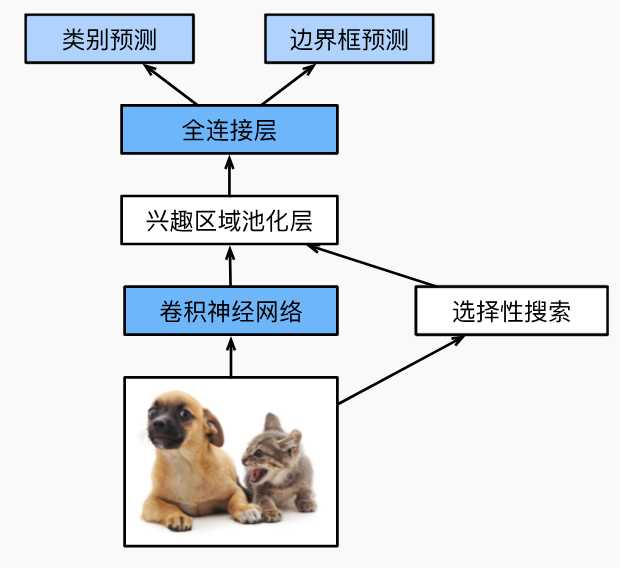 类别预测
边界框预测
全连接层
兴趣区域池化层
卷积神经网络
选择性搜索